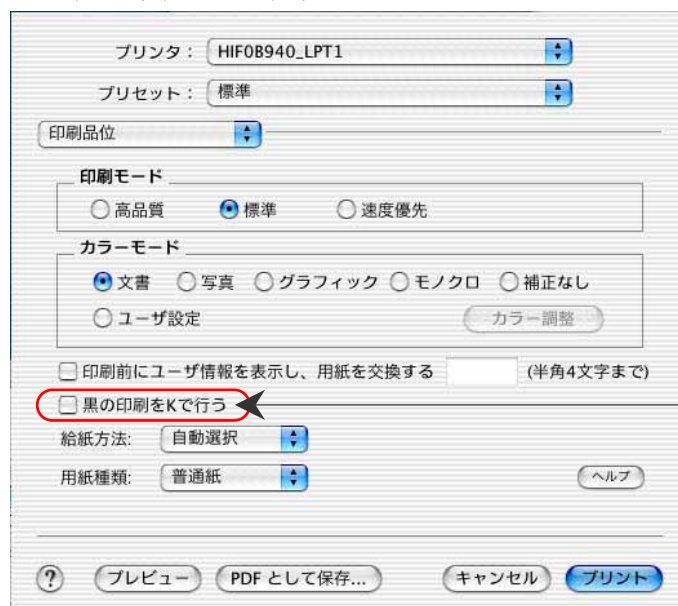 プリンタ： HIF0B940_LPT1
プリセット： 標準
印刷品位
印刷モード
高品質 標準 速度優先
カラーモード
文書 写真 グラフィック モノクロ 補正なし
ユーザ設定 カラー調整
印刷前にユーザ情報を表示し、用紙を交換する (半角4文字まで)
黒の印刷をKで行う
給紙方法: 自動選択
用紙種類: 普通紙 ヘルプ
? プレビュー PDF として保存... キャンセル プリント